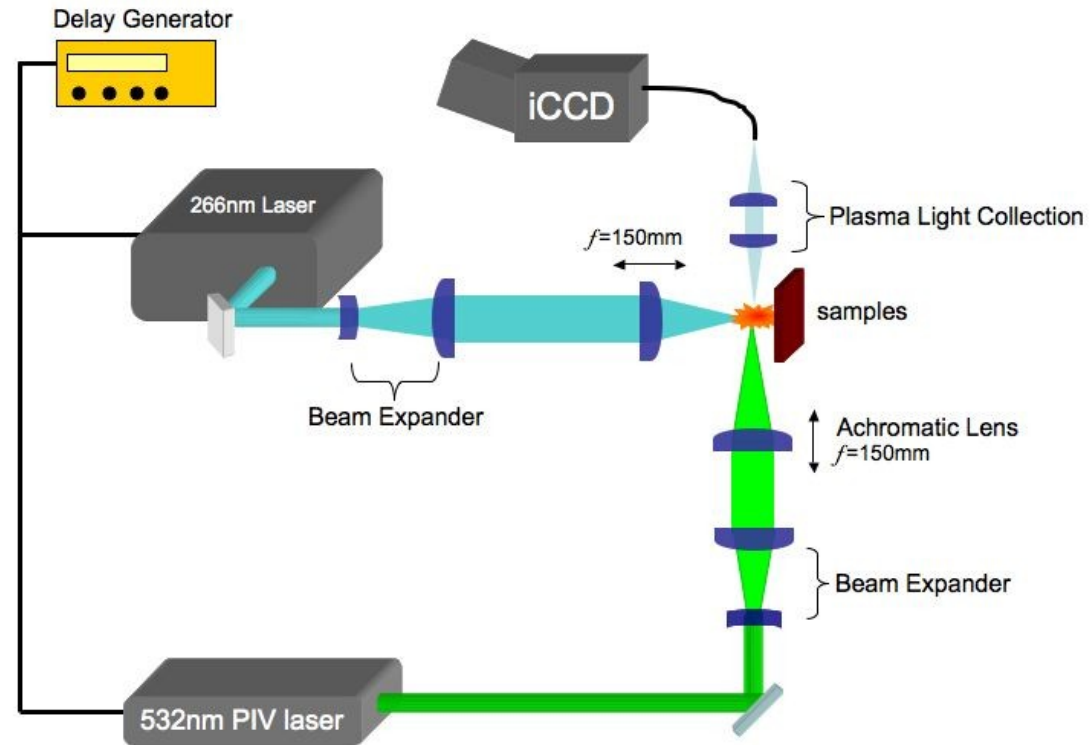 Delay Generator
iCCD
266nm Laser
Plasma Light Collection
f=150mm
samples
Beam Expander
Achromatic Lens
f=150mm
Beam Expander
532nm PIV laser